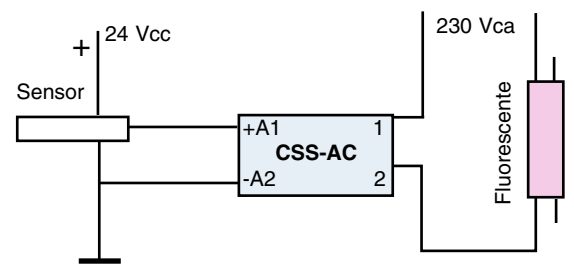 + 24 Vcc
230 Vca
Sensor
+A1 1
CSS-AC
-A2 2
Fluorescente